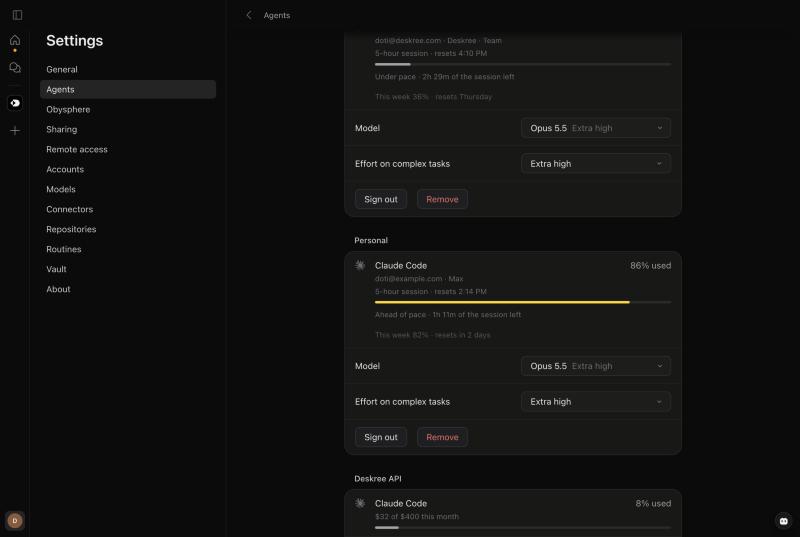 Agents
Settings
General
Agents
Obysphere
Sharing
Remote access
Accounts
Models
Connectors
Repositories
Routines
Vault
About
D
doti@deskree.com · Deskree · Team
5-hour session · resets 4:10 PM
Under pace · 2h 29m of the session left
This week 36% · resets Thursday
Model
Opus 5.5 Extra high
Effort on complex tasks
Extra high
Sign out
Remove
Personal
Claude Code
86% used
doti@example.com · Max
5-hour session · resets 2:14 PM
Ahead of pace · 1h 11m of the session left
This week 82% · resets in 2 days
Model
Opus 5.5 Extra high
Effort on complex tasks
Extra high
Sign out
Remove
Deskree API
Claude Code
8% used
$32 of $400 this month